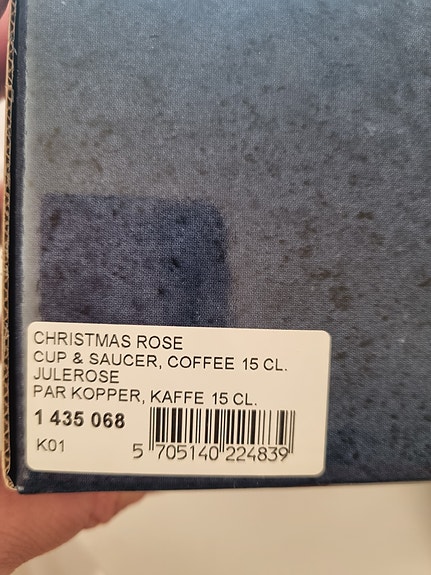 CHRISTMAS ROSE
CUP & SAUCER, COFFEE 15 CL.
JULEROSE
PAR KOPPER, KAFFE 15 CL.
1 435 068
K01
5 705140 224839